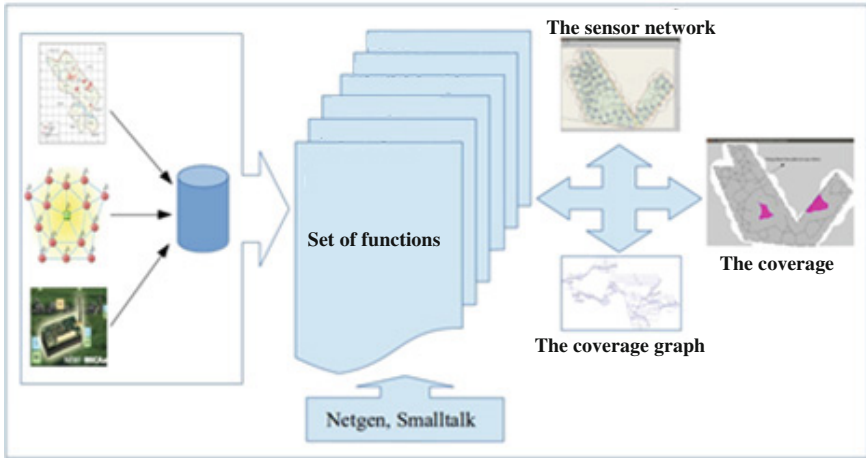 The sensor network
Set of functions
The coverage
The coverage graph
Netgen, Smalltalk